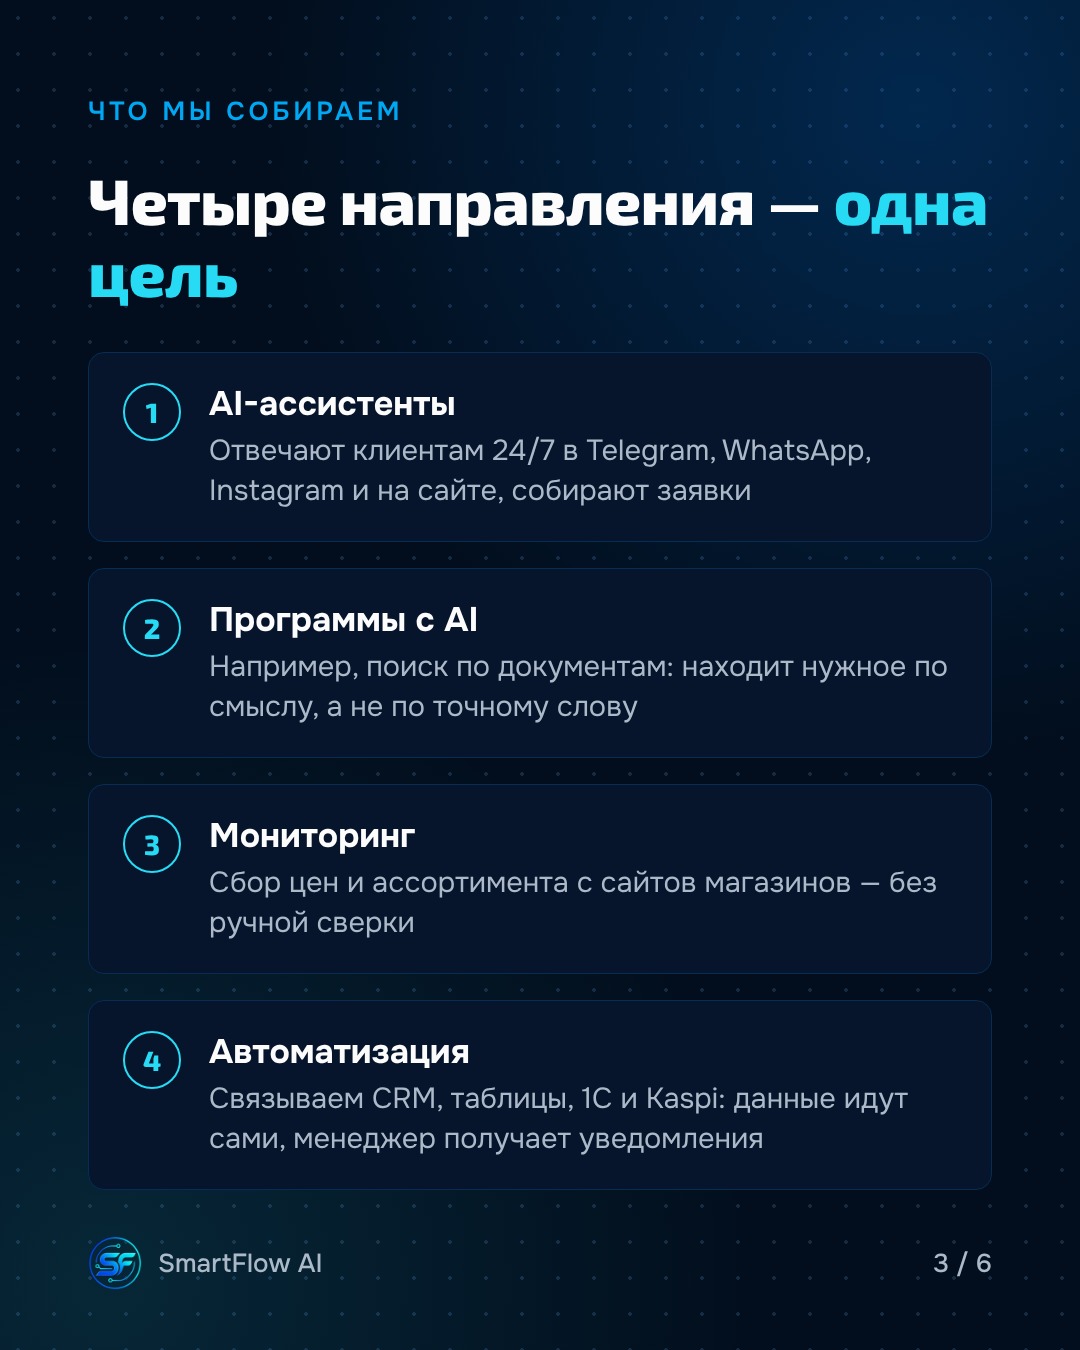 ЧТО МЫ СОБИРАЕМ
Четыре направления — одна
цель
1
AI-ассистенты
Отвечают клиентам 24/7 в Telegram, WhatsApp,
Instagram и на сайте, собирают заявки
2
Программы с AI
Например, поиск по документам: находит нужное по
смыслу, а не по точному слову
3
Мониторинг
Сбор цен и ассортимента с сайтов магазинов — без
ручной сверки
4
Автоматизация
Связываем CRM, таблицы, 1С и Kaspi: данные идут
сами, менеджер получает уведомления
SF
SmartFlow AI
3 / 6